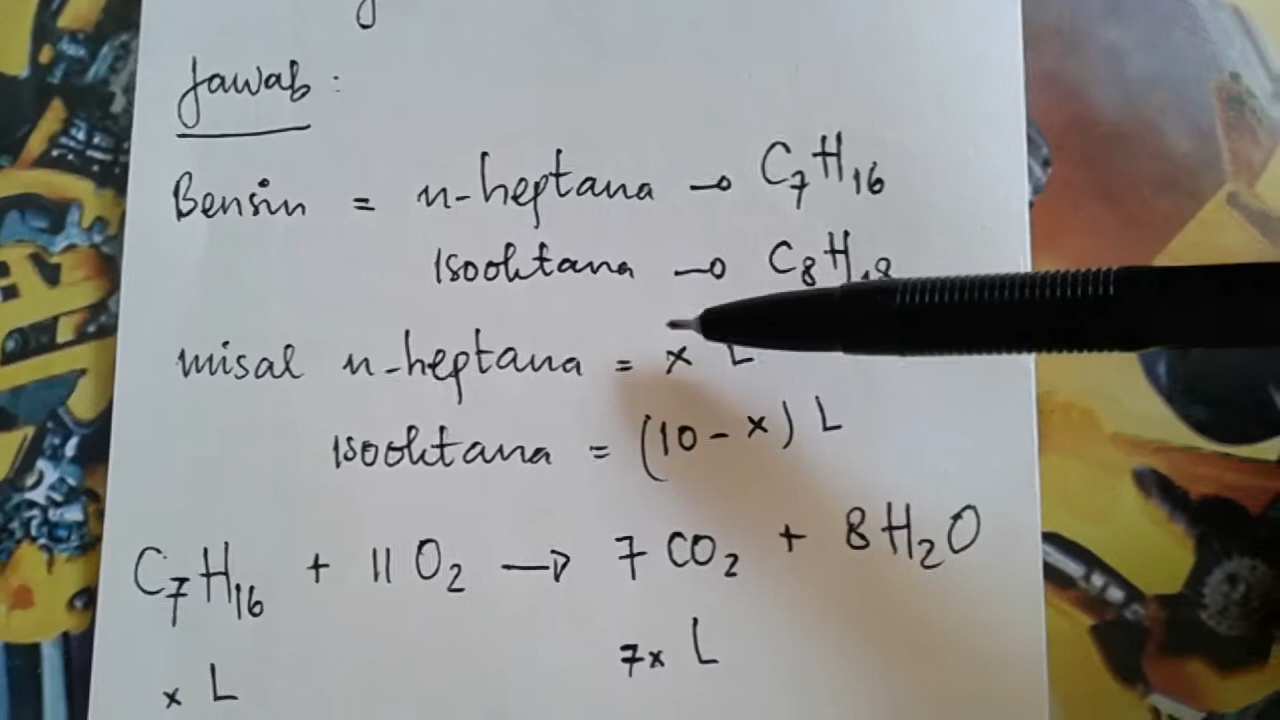 Jawab :
Bensin = n-heptana → C₇H₁₆
Isooktana → C₈H₁₈
misal n-heptana = x L
Isooktana = (10 - x) L
C₇H₁₆ + 11 O₂ → 7 CO₂ + 8 H₂O
x L 7x L